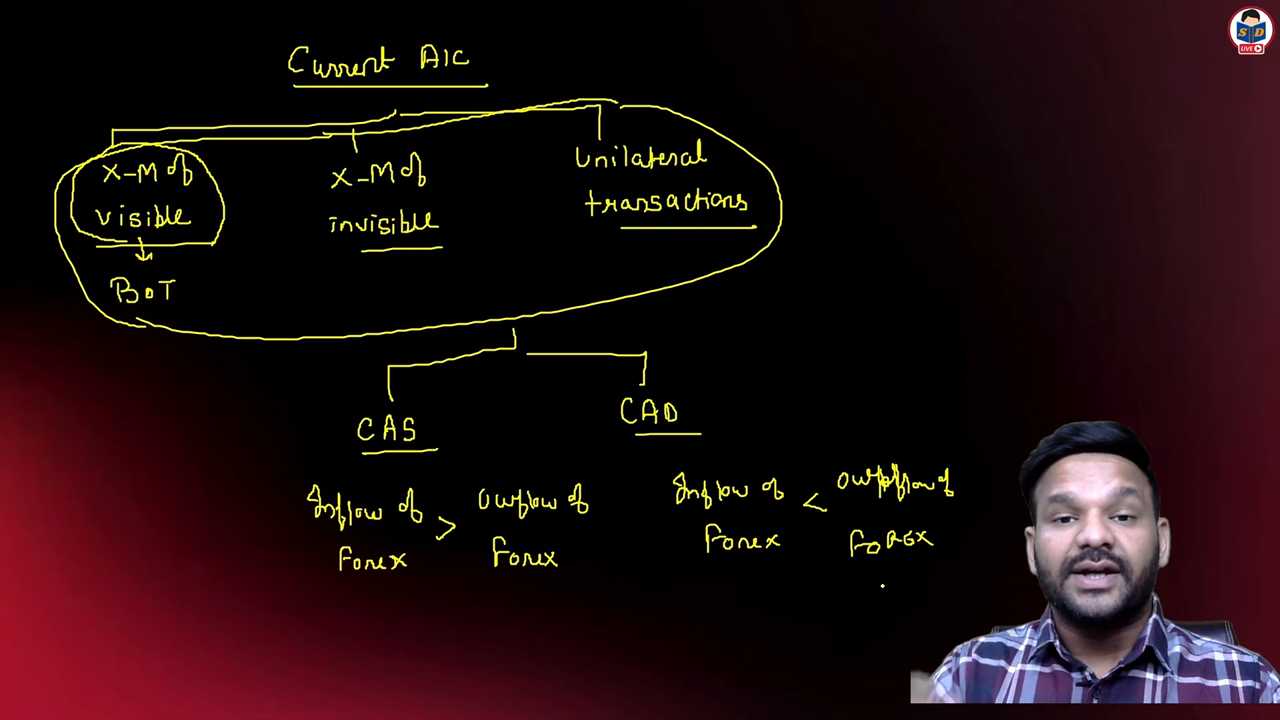 S D
LIVE
Current A/C
X-M of
visible
BOT
X-M of
invisible
Unilateral
transactions
CAS
CAD
Inflow of
Forex
>
Outflow of
Forex
Inflow of
Forex
<
Outflow of
FOREX